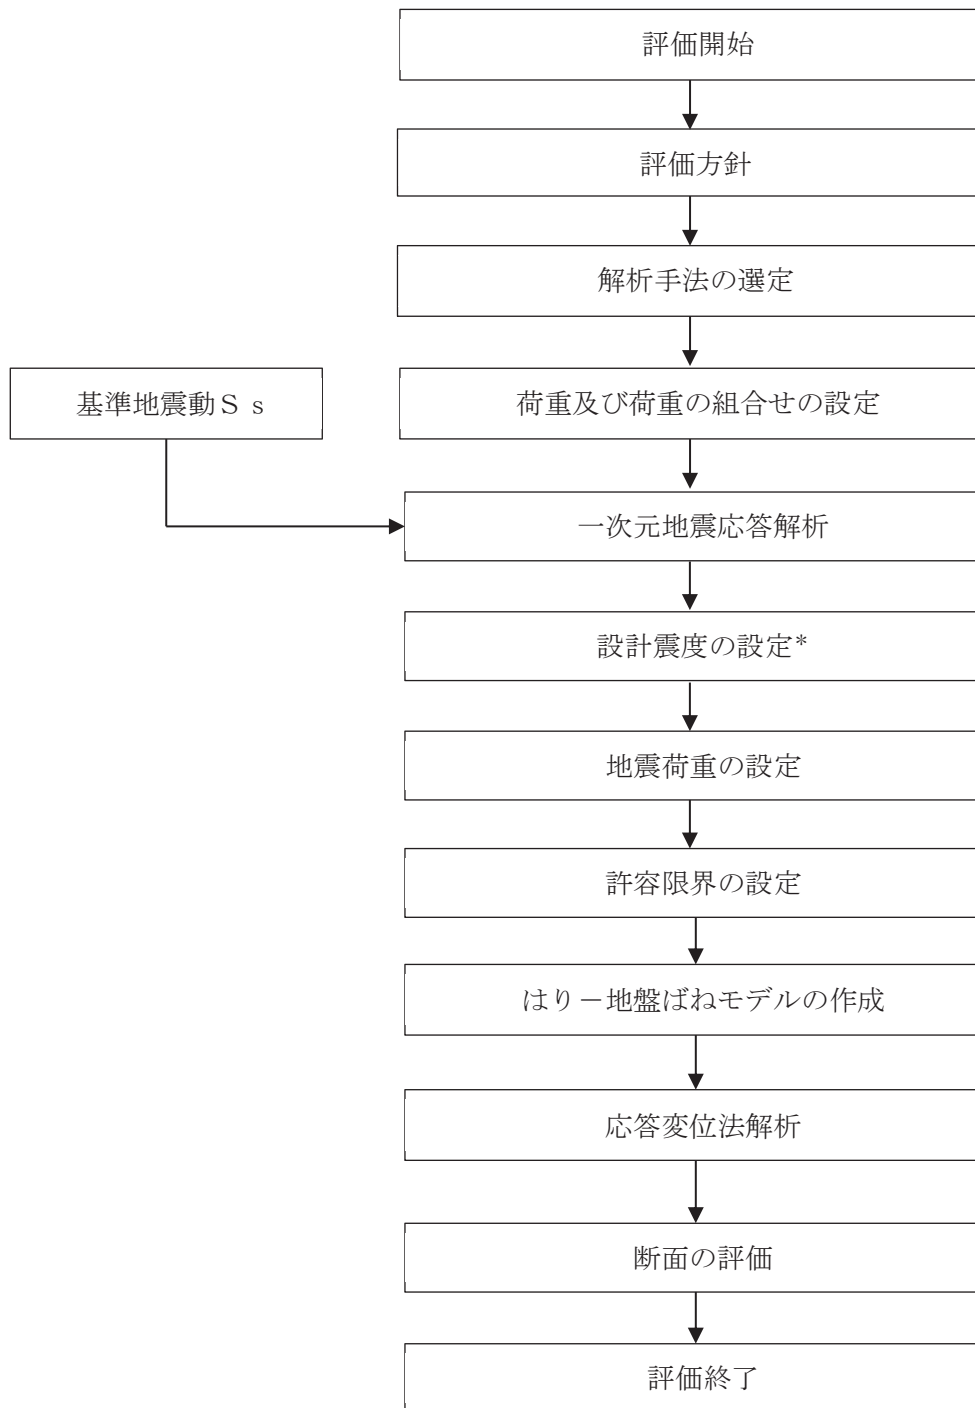 評価開始
評価方針
解析手法の選定
基準地震動Ｓｓ
荷重及び荷重の組合せの設定
一次元地震応答解析
設計震度の設定*
地震荷重の設定
許容限界の設定
はり－地盤ばねモデルの作成
応答変位法解析
断面の評価
評価終了